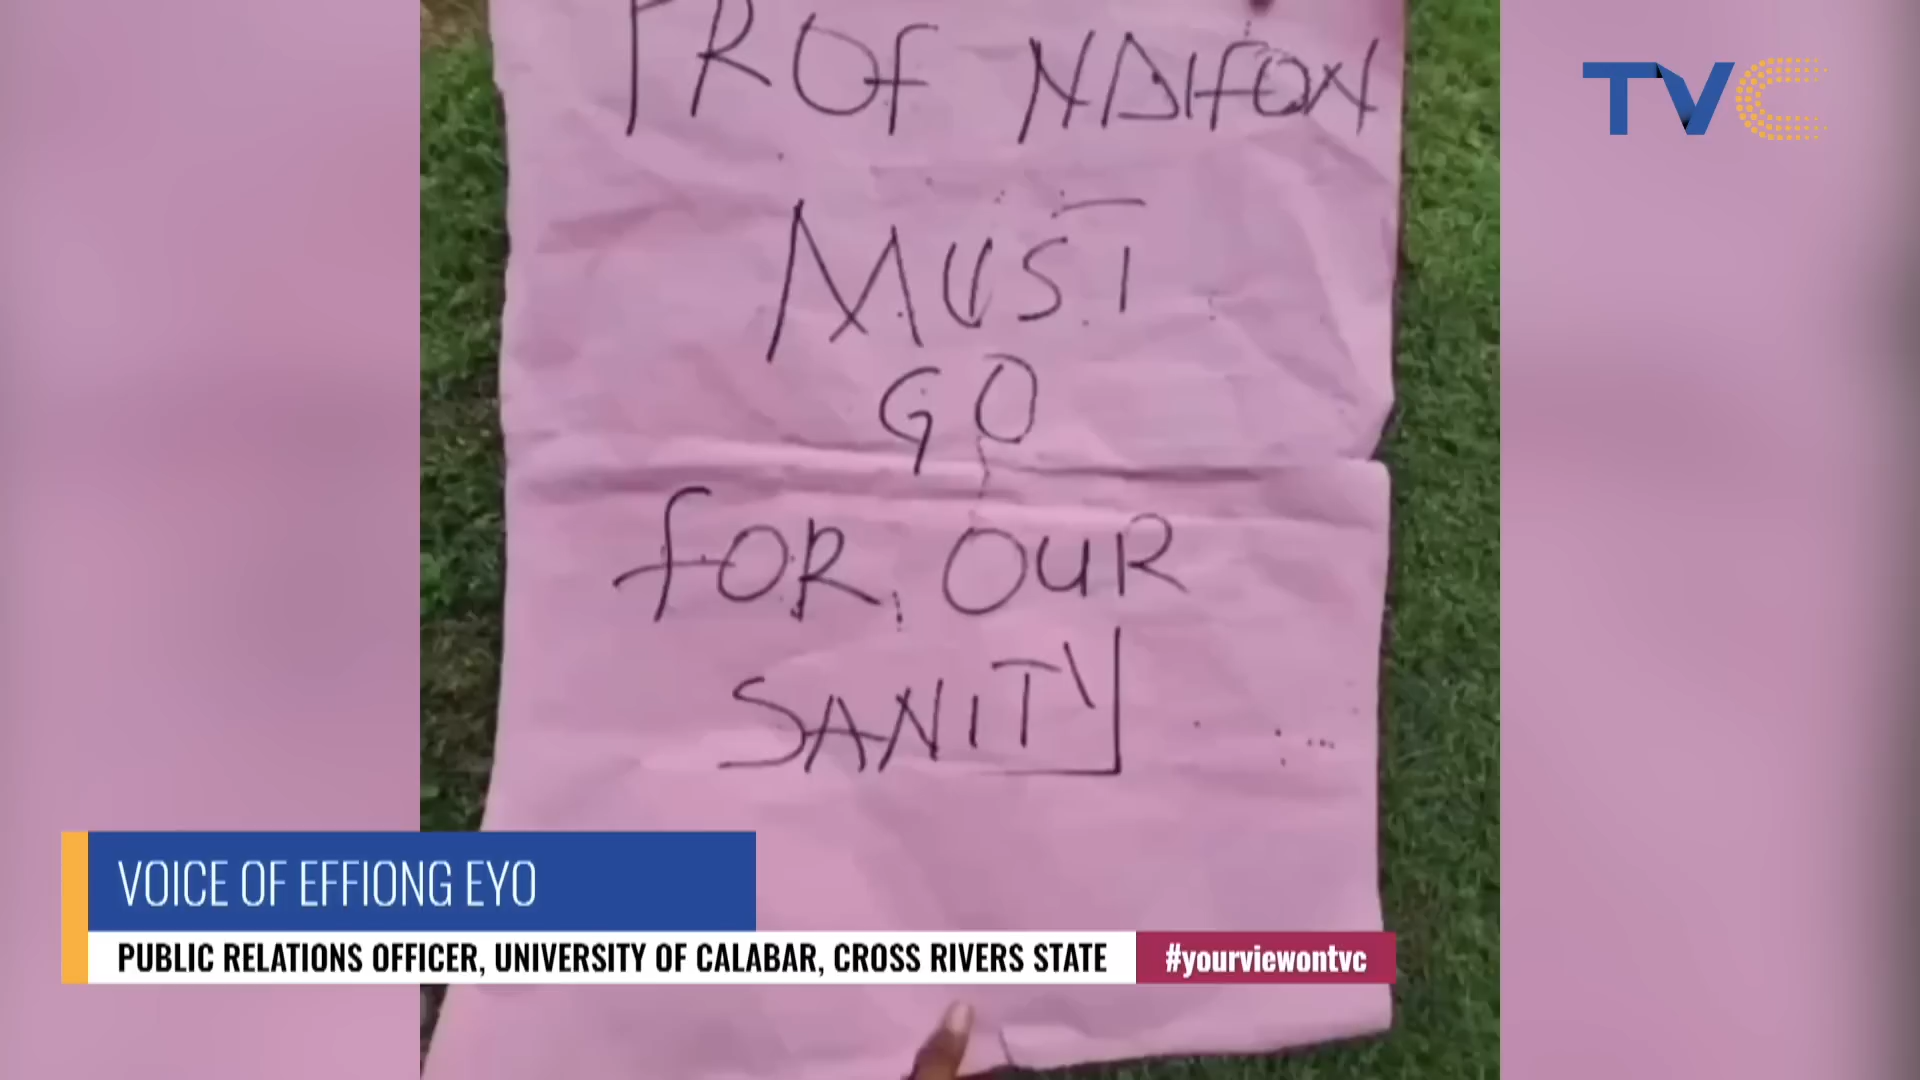 PROF NDIFON
TVC
MUST
GO
FOR OUR
SANITY
VOICE OF EFFIONG EYO
PUBLIC RELATIONS OFFICER, UNIVERSITY OF CALABAR, CROSS RIVERS STATE
#yourviewontvc